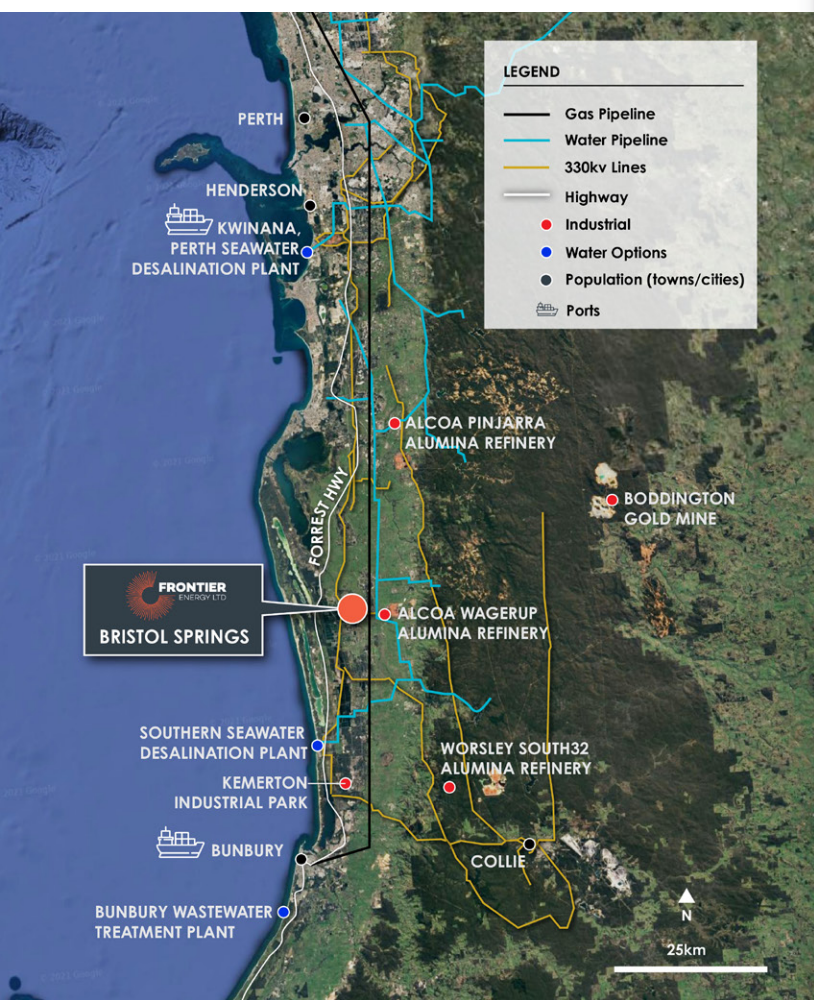 LEGEND
Gas Pipeline
Water Pipeline
330kv Lines
Highway
Industrial
Water Options
Population (towns/cities)
Ports
PERTH
HENDERSON
KWINANA,
PERTH SEAWATER
DESALINATION PLANT
ALCOA PINJARRA
ALUMINA REFINERY
FORREST HWY
BODDINGTON
GOLD MINE
FRONTIER
ENERGY LTD
BRISTOL SPRINGS
ALCOA WAGERUP
ALUMINA REFINERY
SOUTHERN SEAWATER
DESALINATION PLANT
WORSLEY SOUTH32
ALUMINA REFINERY
KEMERTON
INDUSTRIAL PARK
BUNBURY
COLLIE
BUNBURY WASTEWATER
TREATMENT PLANT
N
25km